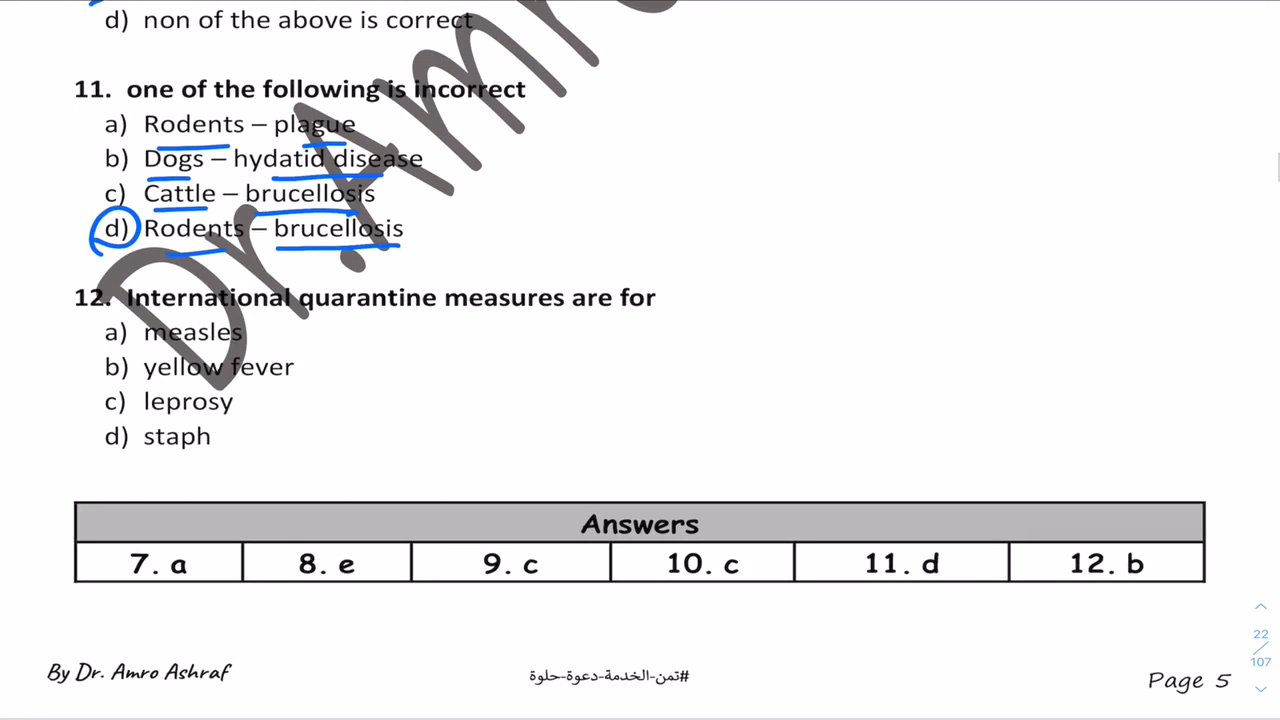 d) non of the above is correct
11. one of the following is incorrect
a) Rodents – plague
b) Dogs – hydatid disease
c) Cattle – brucellosis
d) Rodents – brucellosis
12. International quarantine measures are for
a) measles
b) yellow fever
c) leprosy
d) staph
Answers
7. a 8. e 9. c 10. c 11. d 12. b
By Dr. Amro Ashraf #تمن-الخدمة-دعوة-حلوة Page 5
22
107
Dr. Amr